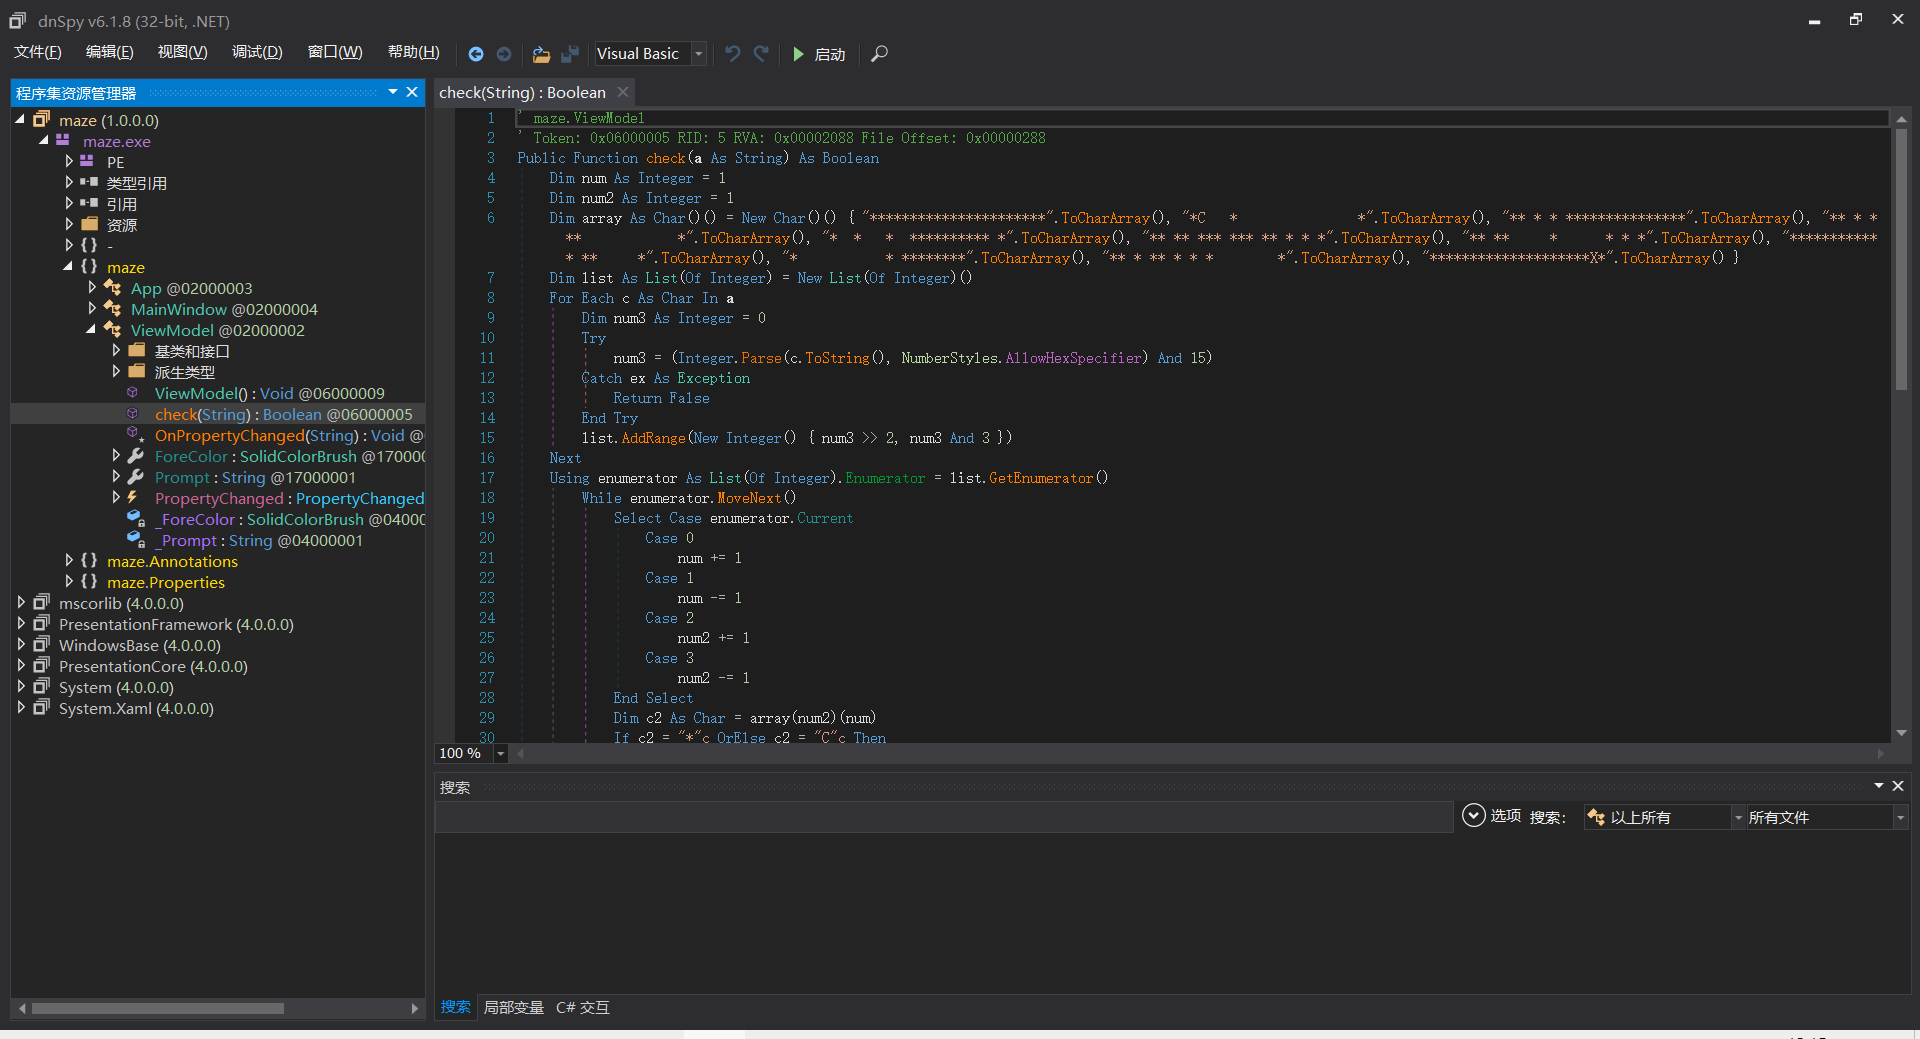 dnSpy v6.1.8 (32-bit, .NET)
文件(F) 编辑(E) 视图(V) 调试(D) 窗口(W) 帮助(H) Visual Basic 启动
程序集资源管理器
maze (1.0.0.0)
maze.exe
PE
类型引用
引用
资源
{ } -
{ } maze
App @02000003
MainWindow @02000004
ViewModel @02000002
基类和接口
派生类型
ViewModel() : Void @06000009
check(String) : Boolean @06000005
OnPropertyChanged(String) : Void @0
ForeColor : SolidColorBrush @17000
Prompt : String @17000001
PropertyChanged : PropertyChanged
_ForeColor : SolidColorBrush @0400
_Prompt : String @04000001
{ } maze.Annotations
{ } maze.Properties
mscorlib (4.0.0.0)
PresentationFramework (4.0.0.0)
WindowsBase (4.0.0.0)
PresentationCore (4.0.0.0)
System (4.0.0.0)
System.Xaml (4.0.0.0)
check(String) : Boolean
1 ' maze.ViewModel
2 ' Token: 0x06000005 RID: 5 RVA: 0x00002088 File Offset: 0x00000288
3 Public Function check(a As String) As Boolean
4 Dim num As Integer = 1
5 Dim num2 As Integer = 1
6 Dim array As Char()() = New Char()() { "**********************".ToCharArray(), "*C   *               *".ToCharArray(), "** * * ***************".ToCharArray(), "** * *
**            *".ToCharArray(), "*  *   *  ********** *".ToCharArray(), "** ** *** *** ** * * *".ToCharArray(), "** **     *      * * *".ToCharArray(), "***********
* **     *".ToCharArray(), "*           * ********".ToCharArray(), "** * ** * * *        *".ToCharArray(), "********************X*".ToCharArray() }
7 Dim list As List(Of Integer) = New List(Of Integer)()
8 For Each c As Char In a
9 Dim num3 As Integer = 0
10 Try
11 num3 = (Integer.Parse(c.ToString(), NumberStyles.AllowHexSpecifier) And 15)
12 Catch ex As Exception
13 Return False
14 End Try
15 list.AddRange(New Integer() { num3 >> 2, num3 And 3 })
16 Next
17 Using enumerator As List(Of Integer).Enumerator = list.GetEnumerator()
18 While enumerator.MoveNext()
19 Select Case enumerator.Current
20 Case 0
21 num += 1
22 Case 1
23 num -= 1
24 Case 2
25 num2 += 1
26 Case 3
27 num2 -= 1
28 End Select
29 Dim c2 As Char = array(num2)(num)
30 If c2 = "*"c OrElse c2 = "C"c Then
100 %
搜索
选项 搜索: 以上所有 所有文件
搜索 局部变量 C# 交互